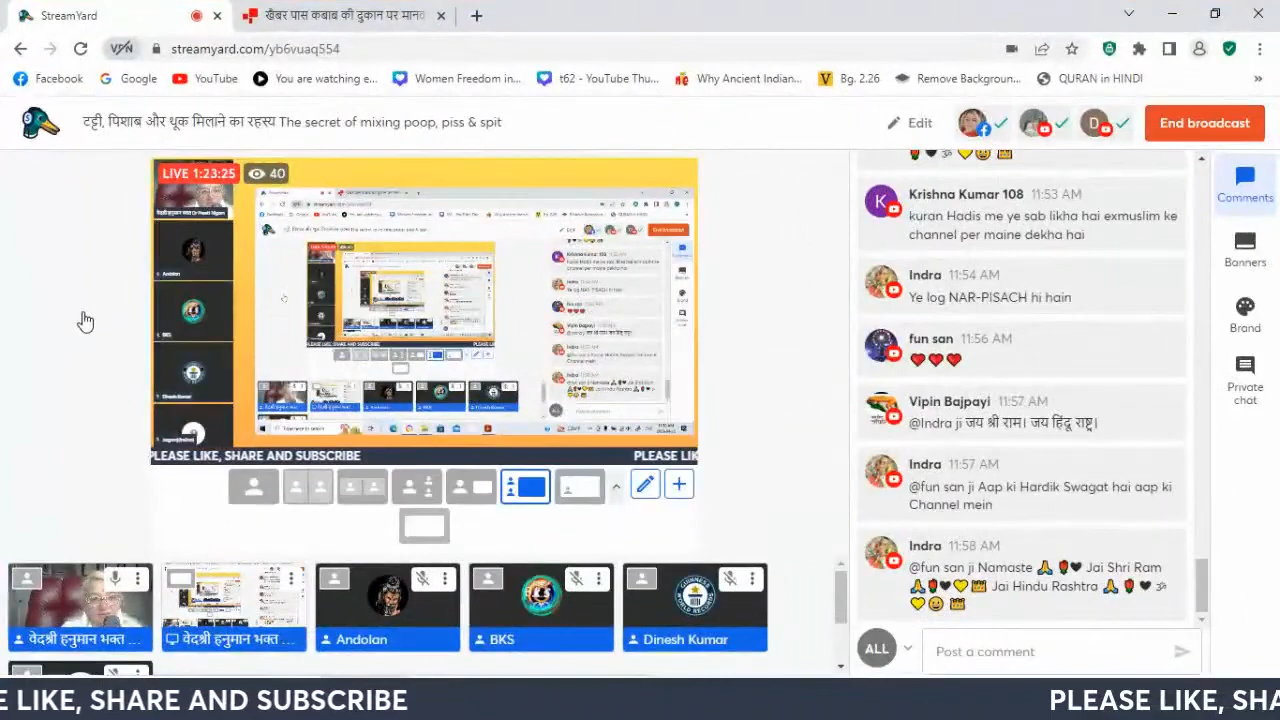 StreamYard
खैबर पास कबाब की दुकान पर मानव
VPN
streamyard.com/yb6vuaq554
Facebook
Google
YouTube
You are watching e...
Women Freedom in...
t62 - YouTube Thu...
Why Ancient Indian...
Bg. 2.26
Remove Backgroun...
QURAN in HINDI
टट्टी, पिशाब और थूक मिलाने का रहस्य The secret of mixing poop, piss & spit
Edit
End broadcast
LIVE 1:23:25
40
Andolan
BKS
Dinesh Kumar
PLEASE LIKE, SHARE AND SUBSCRIBE
PLEASE LIK
Krishna Kumar 108 11:53 AM
kuran Hadis me ye sab likha hai exmuslim ke
channel per maine dekha hai
Indra 11:54 AM
Ye log NAR-PISACH hi hain
fun san 11:56 AM
♥♥♥
Vipin Bajpayi 11:57 AM
@Indra ji जय श्री राम। जय हिंदू राष्ट्र।
Indra 11:57 AM
@fun san ji Aap ki Hardik Swagat hai aap ki
Channel mein
Indra 11:58 AM
@fun san ji Namaste 🙏🌹♥ Jai Shri Ram
🙏🌹♥💛👑 Jai Hindu Rashtra 🙏🌹♥🕉
💛😊👑
ALL
Post a comment
Comments
Banners
Brand
Private
chat
वेदश्री हनुमान भक्त ...
वेदश्री हनुमान भक्त ...
Andolan
BKS
Dinesh Kumar
E LIKE, SHARE AND SUBSCRIBE
PLEASE LIKE, SHA